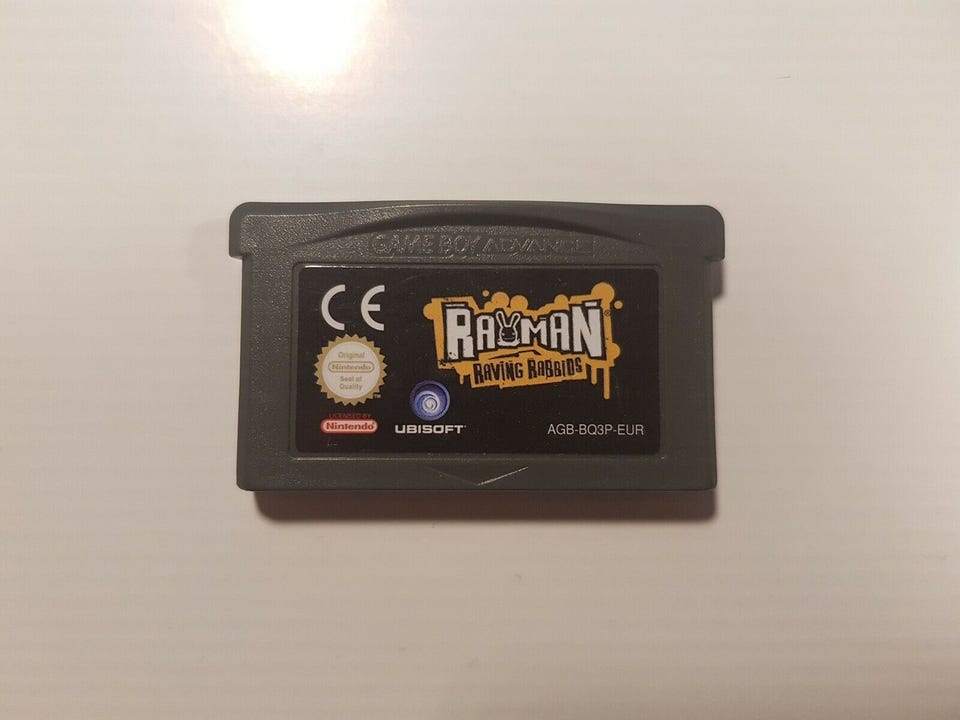 GAME BOY ADVANCE
CE
RAYMAN®
RAVING RABBIDS
Original
Nintendo
Seal of
Quality
TM
LICENSED BY
Nintendo
UBISOFT
AGB-BQ3P-EUR